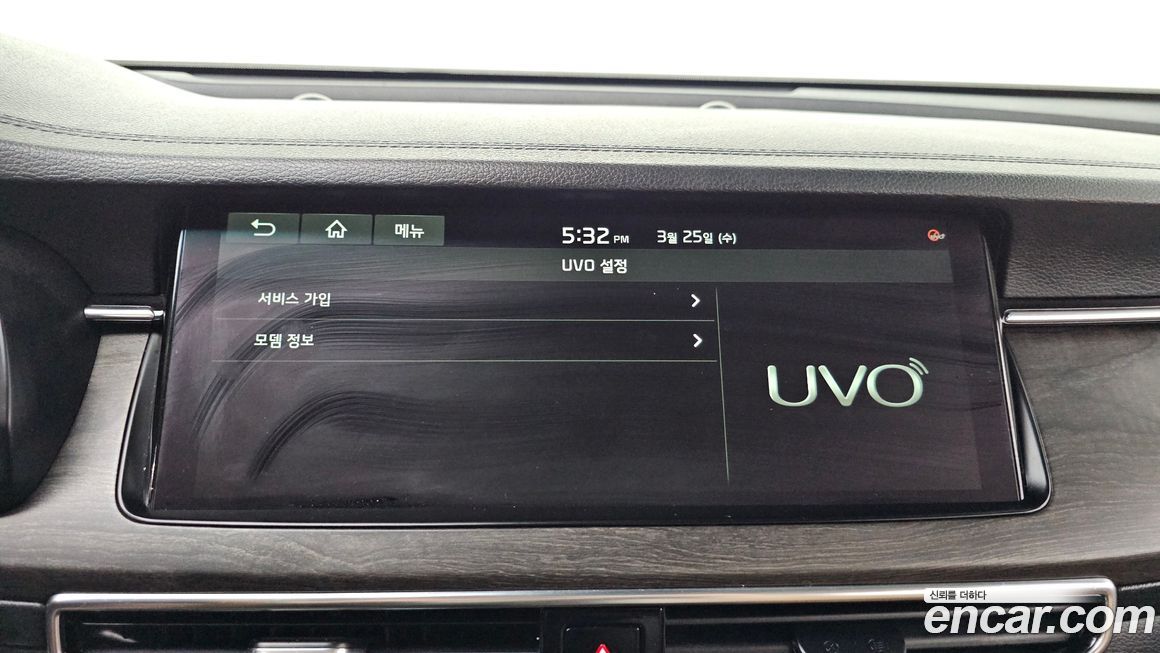 메뉴 5:32 PM 3월 25일 (수)
UVO 설정
서비스 가입
모뎀 정보
UVO
신뢰를 더하다
encar.com